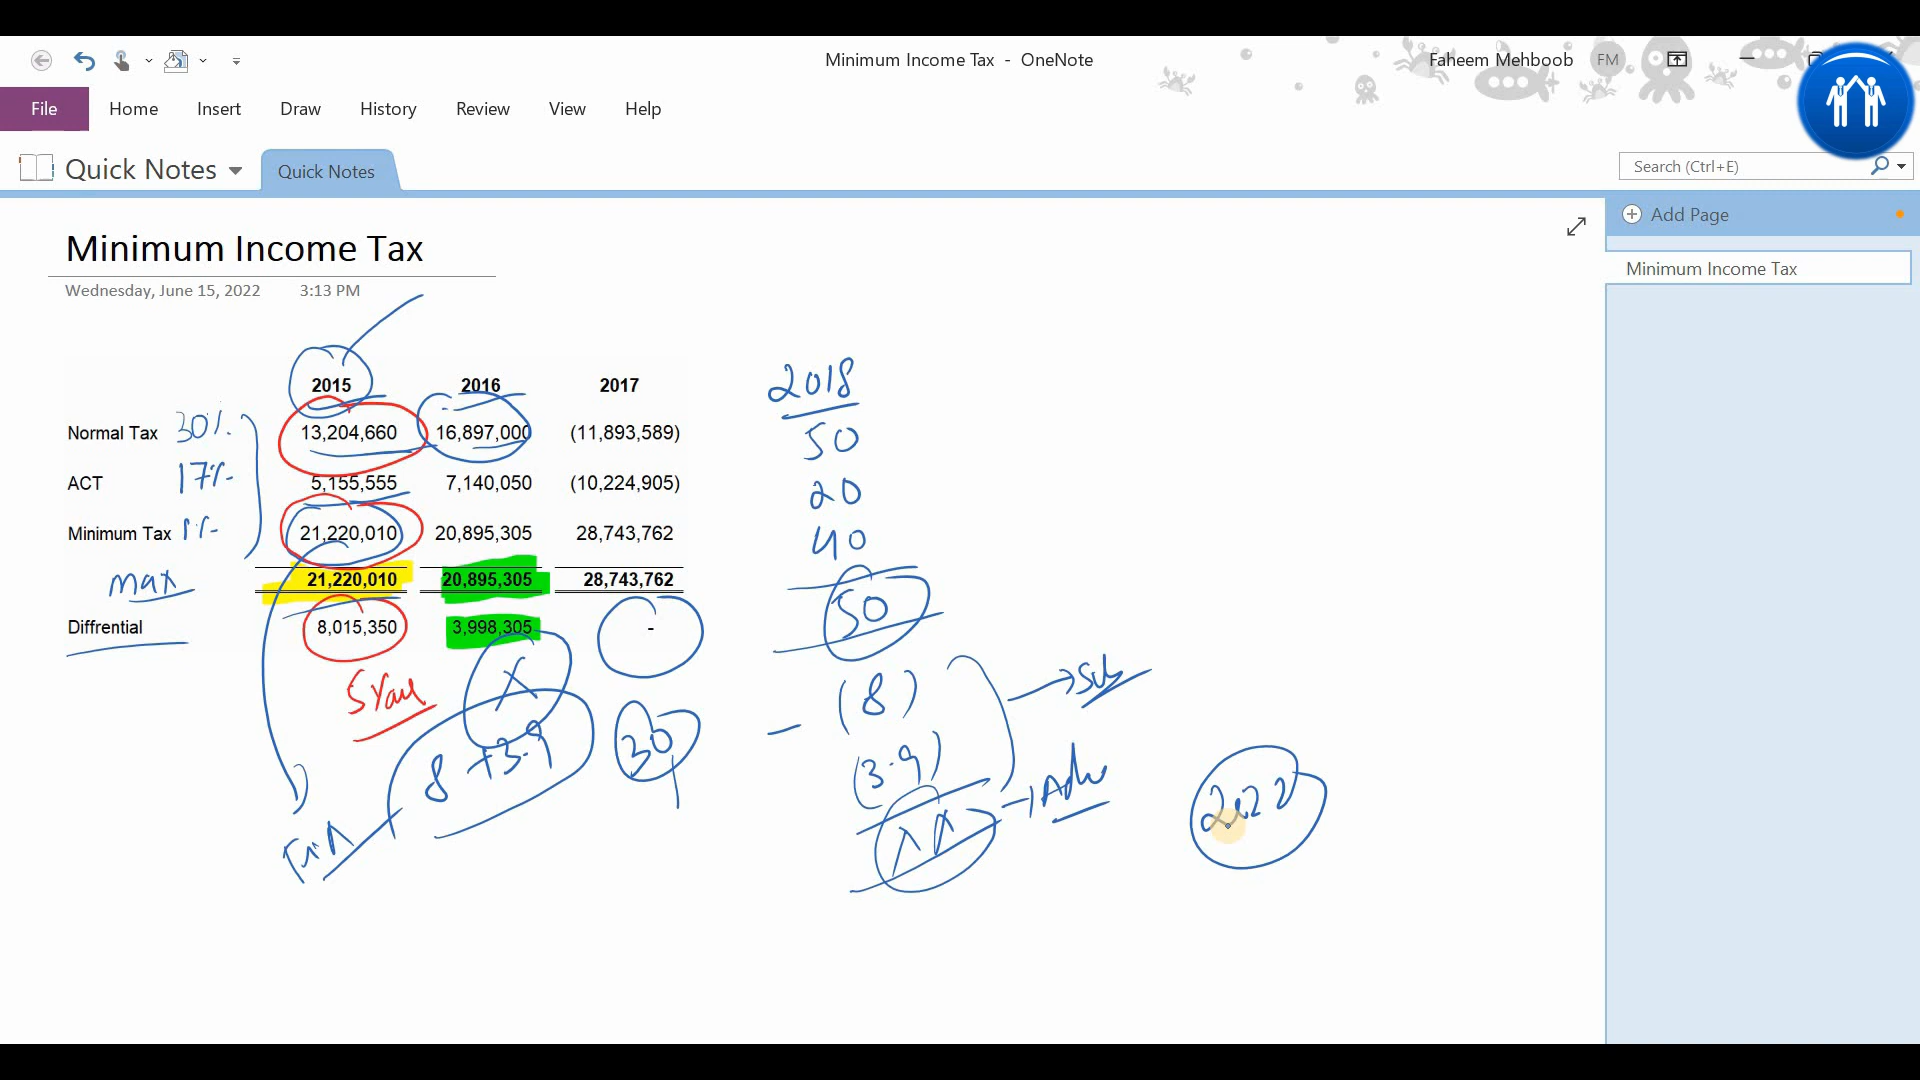 Minimum Income Tax - OneNote
Faheem Mehboob FM
File Home Insert Draw History Review View Help
Quick Notes Quick Notes
Search (Ctrl+E)
Add Page
Minimum Income Tax
Minimum Income Tax
Wednesday, June 15, 2022 3:13 PM
2015 2016 2017 2018
Normal Tax 30% 13,204,660 16,897,000 (11,893,589) 50
ACT 17% 5,155,555 7,140,050 (10,224,905) 20
Minimum Tax 1% 21,220,010 20,895,305 28,743,762 40
max 21,220,010 20,895,305 28,743,762 50
Diffrential 8,015,350 3,998,305 -
5 Year X (8)
8 + 3.9 30 - (3.9)